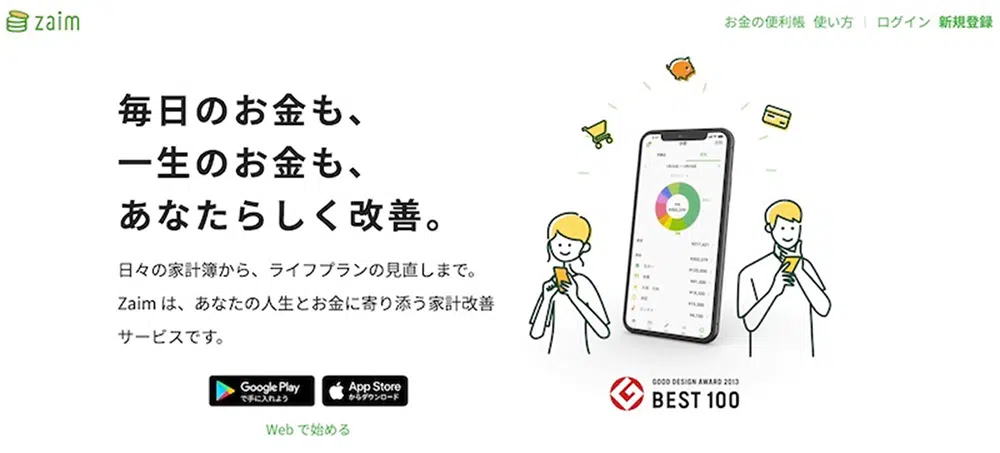 zaim
お金の便利帳 使い方 | ログイン 新規登録
毎日のお金も、
一生のお金も、
あなたらしく改善。
日々の家計簿から、ライフプランの見直しまで。
Zaim は、あなたの人生とお金に寄り添う家計改善
サービスです。
Google Play
で手に入れよう
App Store
からダウンロード
Web で始める
GOOD DESIGN AWARD 2013
BEST 100